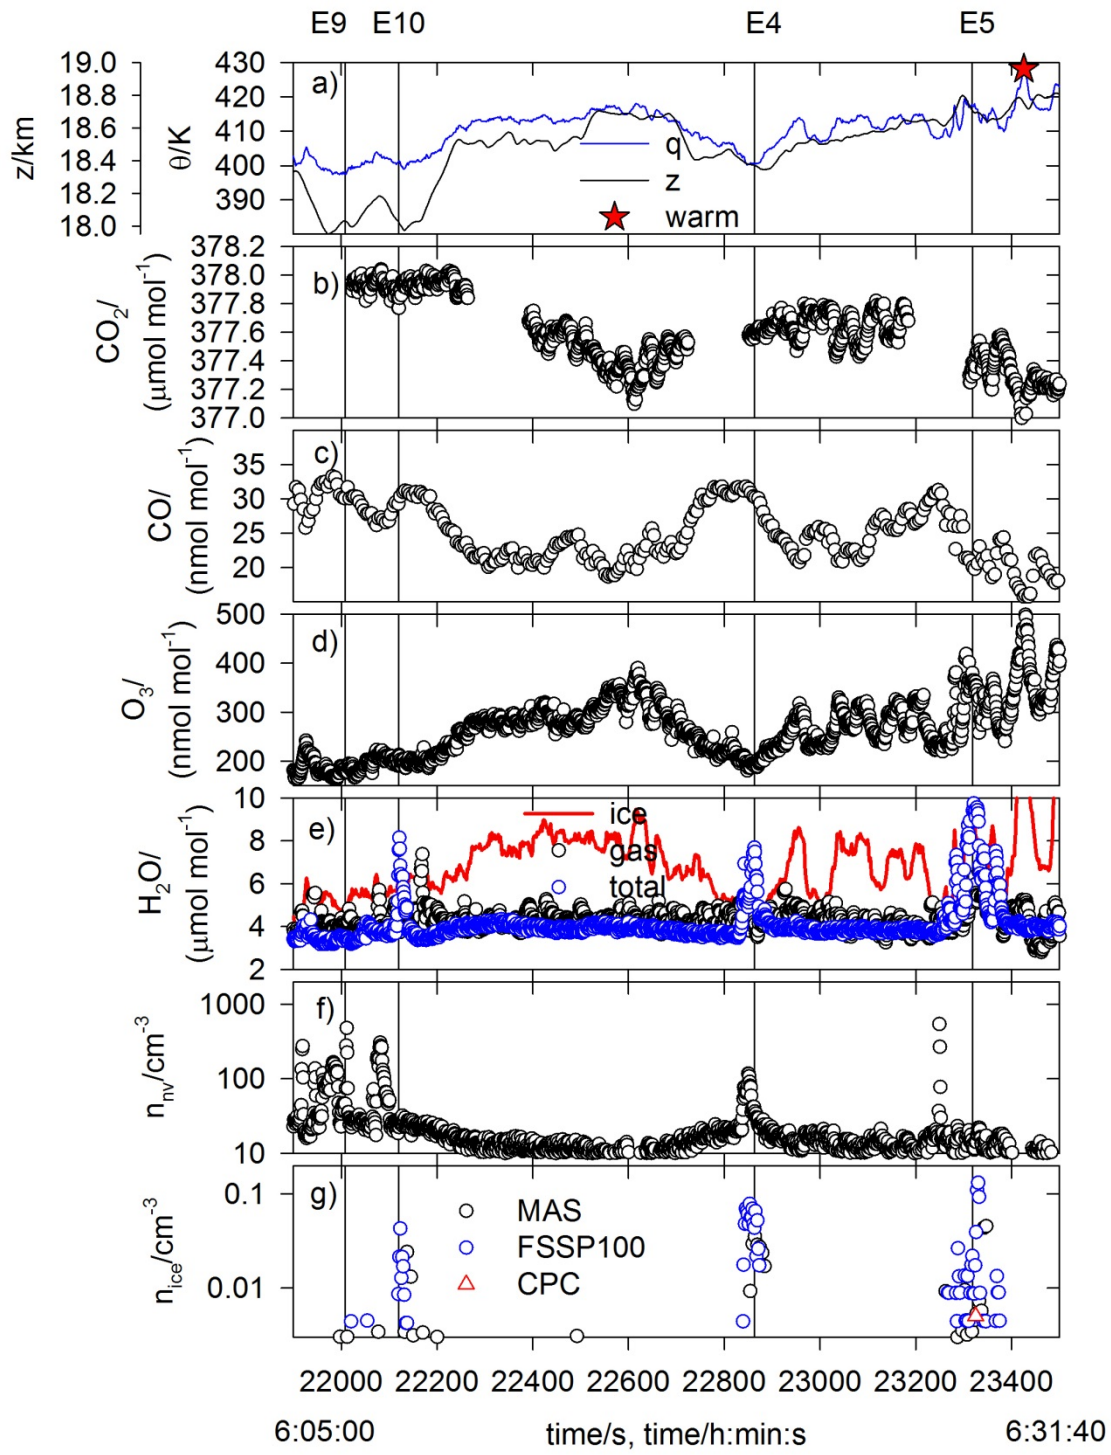 E9 E10 E4 E5
a)
z/km
19.0
18.8
18.6
18.4
18.2
18.0
θ/K
430
420
410
400
390
q
z
warm
b)
CO2/
(μmol mol-1)
378.2
378.0
377.8
377.6
377.4
377.2
377.0
c)
CO/
(nmol mol-1)
35
30
25
20
d)
O3/
(nmol mol-1)
500
400
300
200
e)
H2O/
(μmol mol-1)
10
8
6
4
2
ice
gas
total
f)
nnv/cm-3
1000
100
10
g)
nice/cm-3
0.1
0.01
MAS
FSSP100
CPC
22000 22200 22400 22600 22800 23000 23200 23400
6:05:00 time/s, time/h:min:s 6:31:40